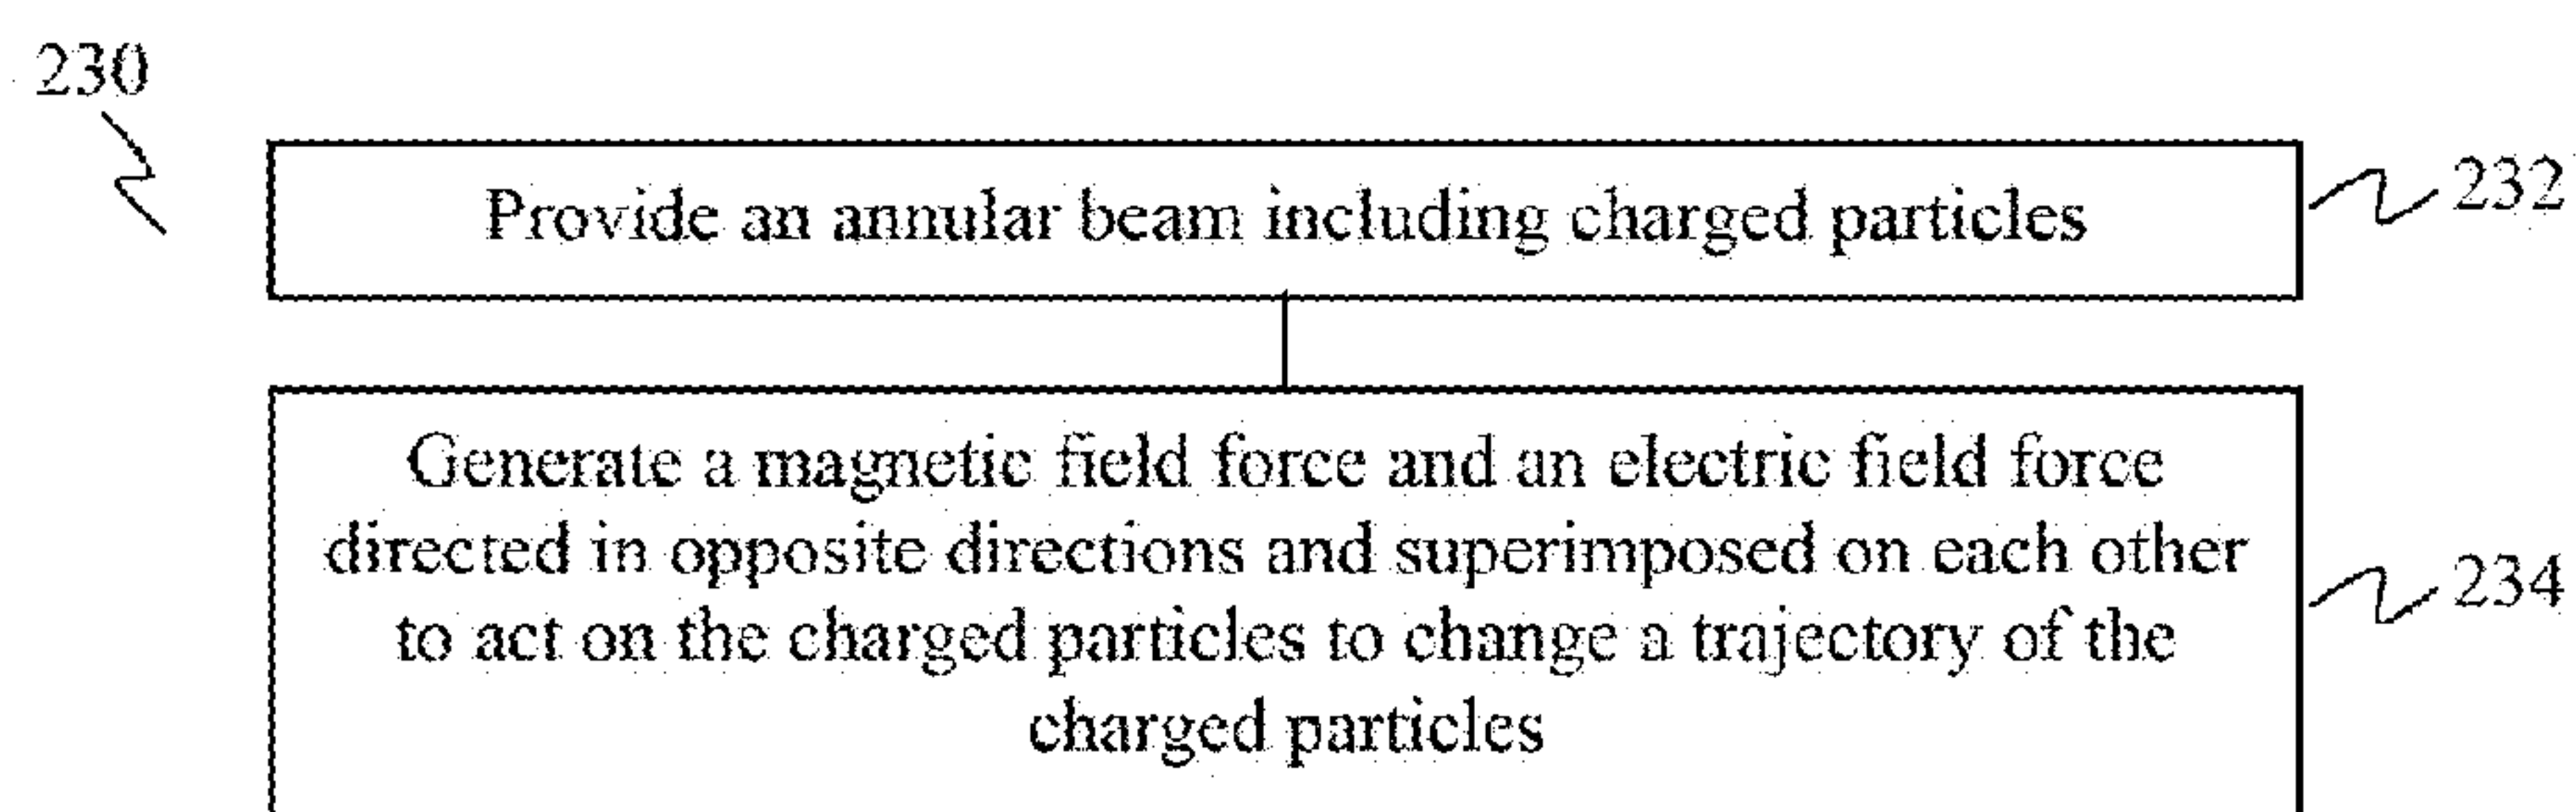 230
Provide an annular beam including charged particles
232
Generate a magnetic field force and an electric field force
directed in opposite directions and superimposed on each other
to act on the charged particles to change a trajectory of the
charged particles
234